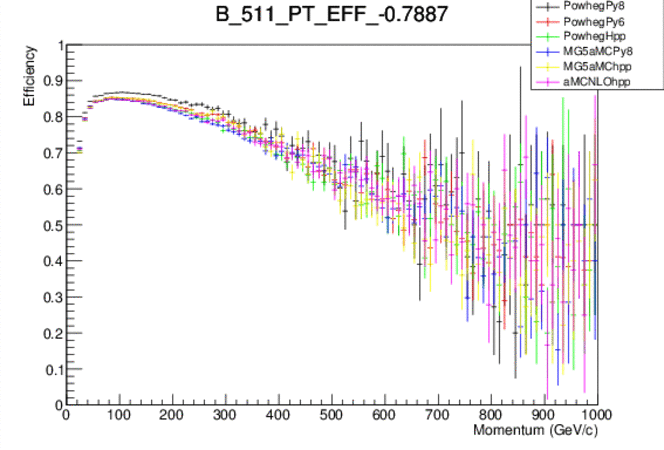 B_511_PT_EFF_-0.7887
PowhegPy8
PowhegPy6
PowhegHpp
MG5aMCPy8
MG5aMChpp
aMCNLOhpp
Efficiency
1
0.9
0.8
0.7
0.6
0.5
0.4
0.3
0.2
0.1
0
0 100 200 300 400 500 600 700 800 900 1000
Momentum (GeV/c)